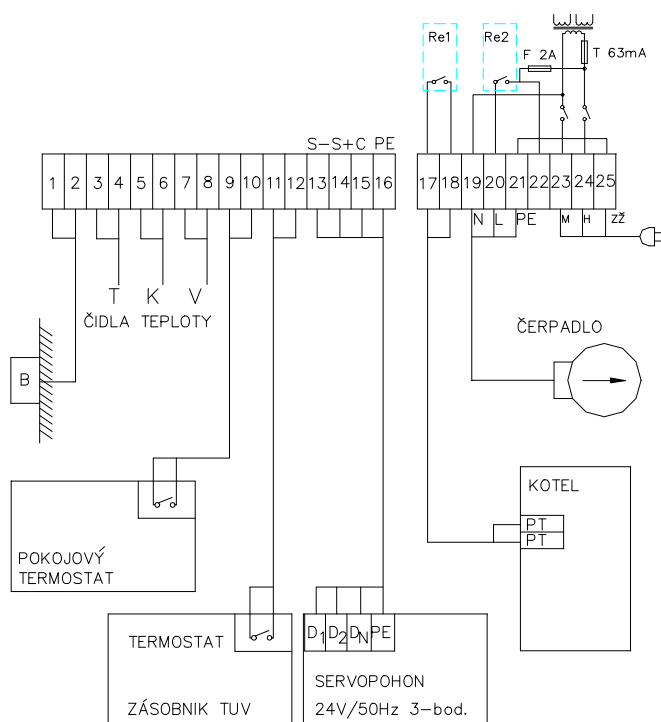 Re1 Re2
F 2A T 63mA
S- S+ C PE
1 2 3 4 5 6 7 8 9 10 11 12 13 14 15 16 17 18 19 20 21 22 23 24 25
N L PE M H ZŽ
T K V
ČIDLA TEPLOTY
ČERPADLO
B
KOTEL
PT
PT
POKOJOVÝ
TERMOSTAT
D1 D2 DN PE
TERMOSTAT
SERVOPOHON
ZÁSOBNIK TUV
24V/50Hz 3-bod.